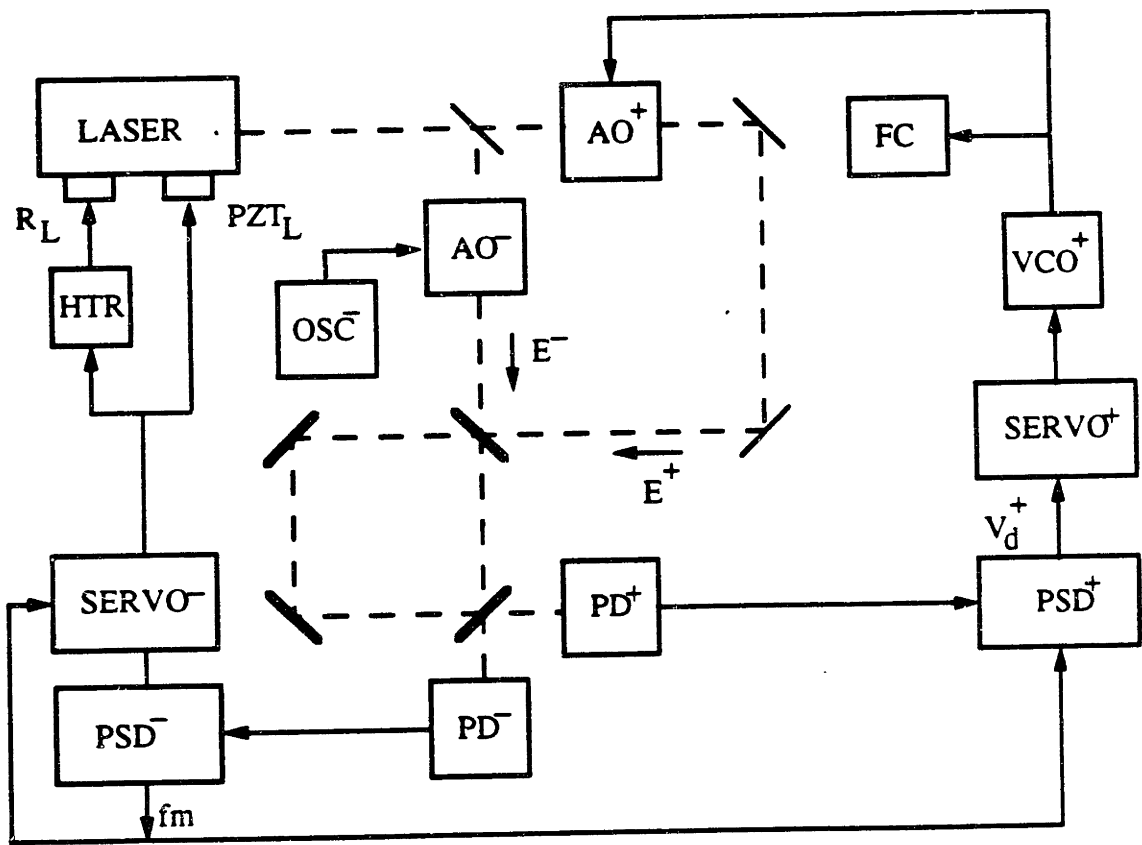 LASER
AO+
FC
R_L
PZT_L
AO−
VCO+
HTR
OSC−
E−
SERVO+
E+
V_d+
SERVO−
PD+
PSD+
PSD−
PD−
fm